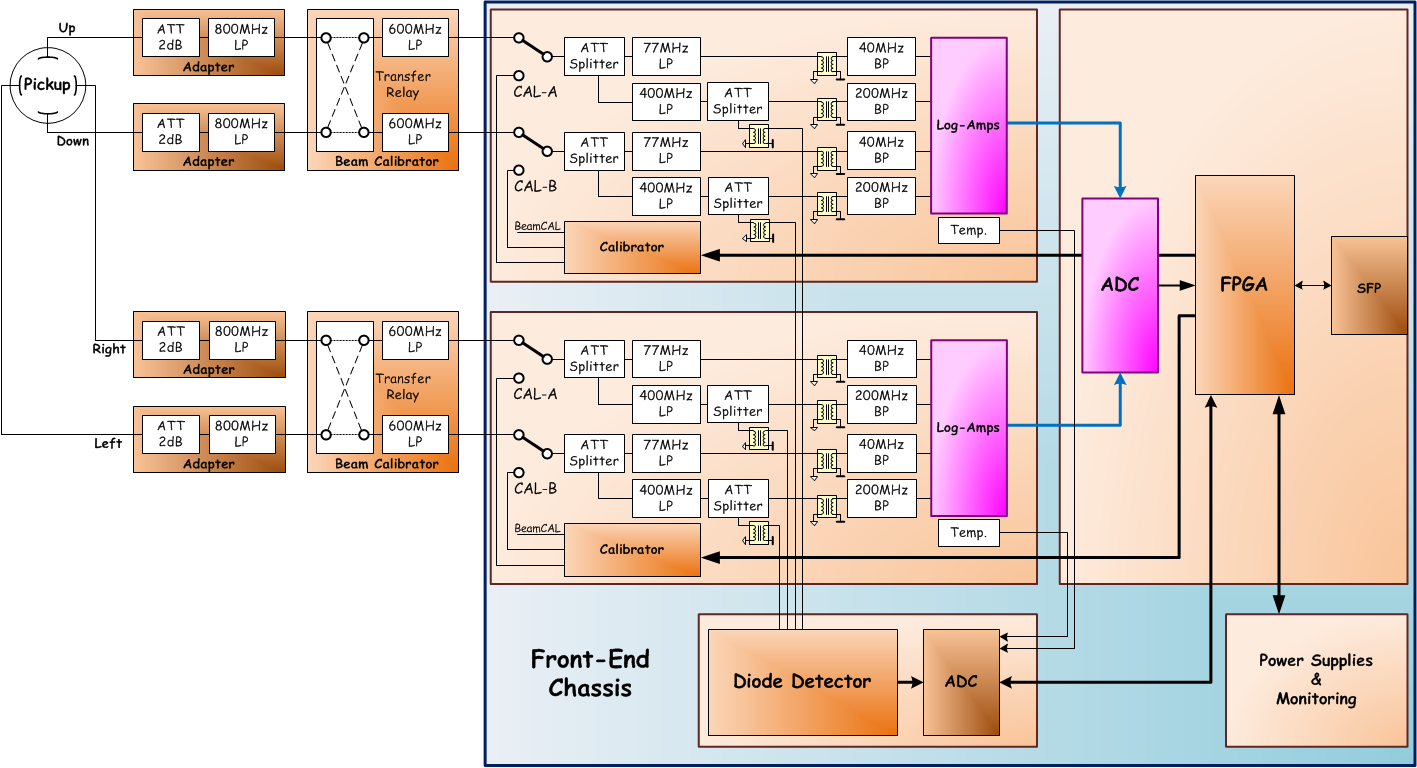 Up
(Pickup)
Down
Right
Left
ATT
2dB
800MHz
LP
Adapter
ATT
2dB
800MHz
LP
Adapter
600MHz
LP
Transfer
Relay
600MHz
LP
Beam Calibrator
CAL-A
CAL-B
BeamCAL
ATT
Splitter
77MHz
LP
400MHz
LP
ATT
Splitter
40MHz
BP
200MHz
BP
ATT
Splitter
77MHz
LP
400MHz
LP
ATT
Splitter
40MHz
BP
200MHz
BP
Log-Amps
Temp.
Calibrator
ADC
FPGA
SFP
ATT
2dB
800MHz
LP
Adapter
ATT
2dB
800MHz
LP
Adapter
600MHz
LP
Transfer
Relay
600MHz
LP
Beam Calibrator
CAL-A
CAL-B
BeamCAL
ATT
Splitter
77MHz
LP
400MHz
LP
ATT
Splitter
40MHz
BP
200MHz
BP
ATT
Splitter
77MHz
LP
400MHz
LP
ATT
Splitter
40MHz
BP
200MHz
BP
Log-Amps
Temp.
Calibrator
Front-End
Chassis
Diode Detector
ADC
Power Supplies
&
Monitoring